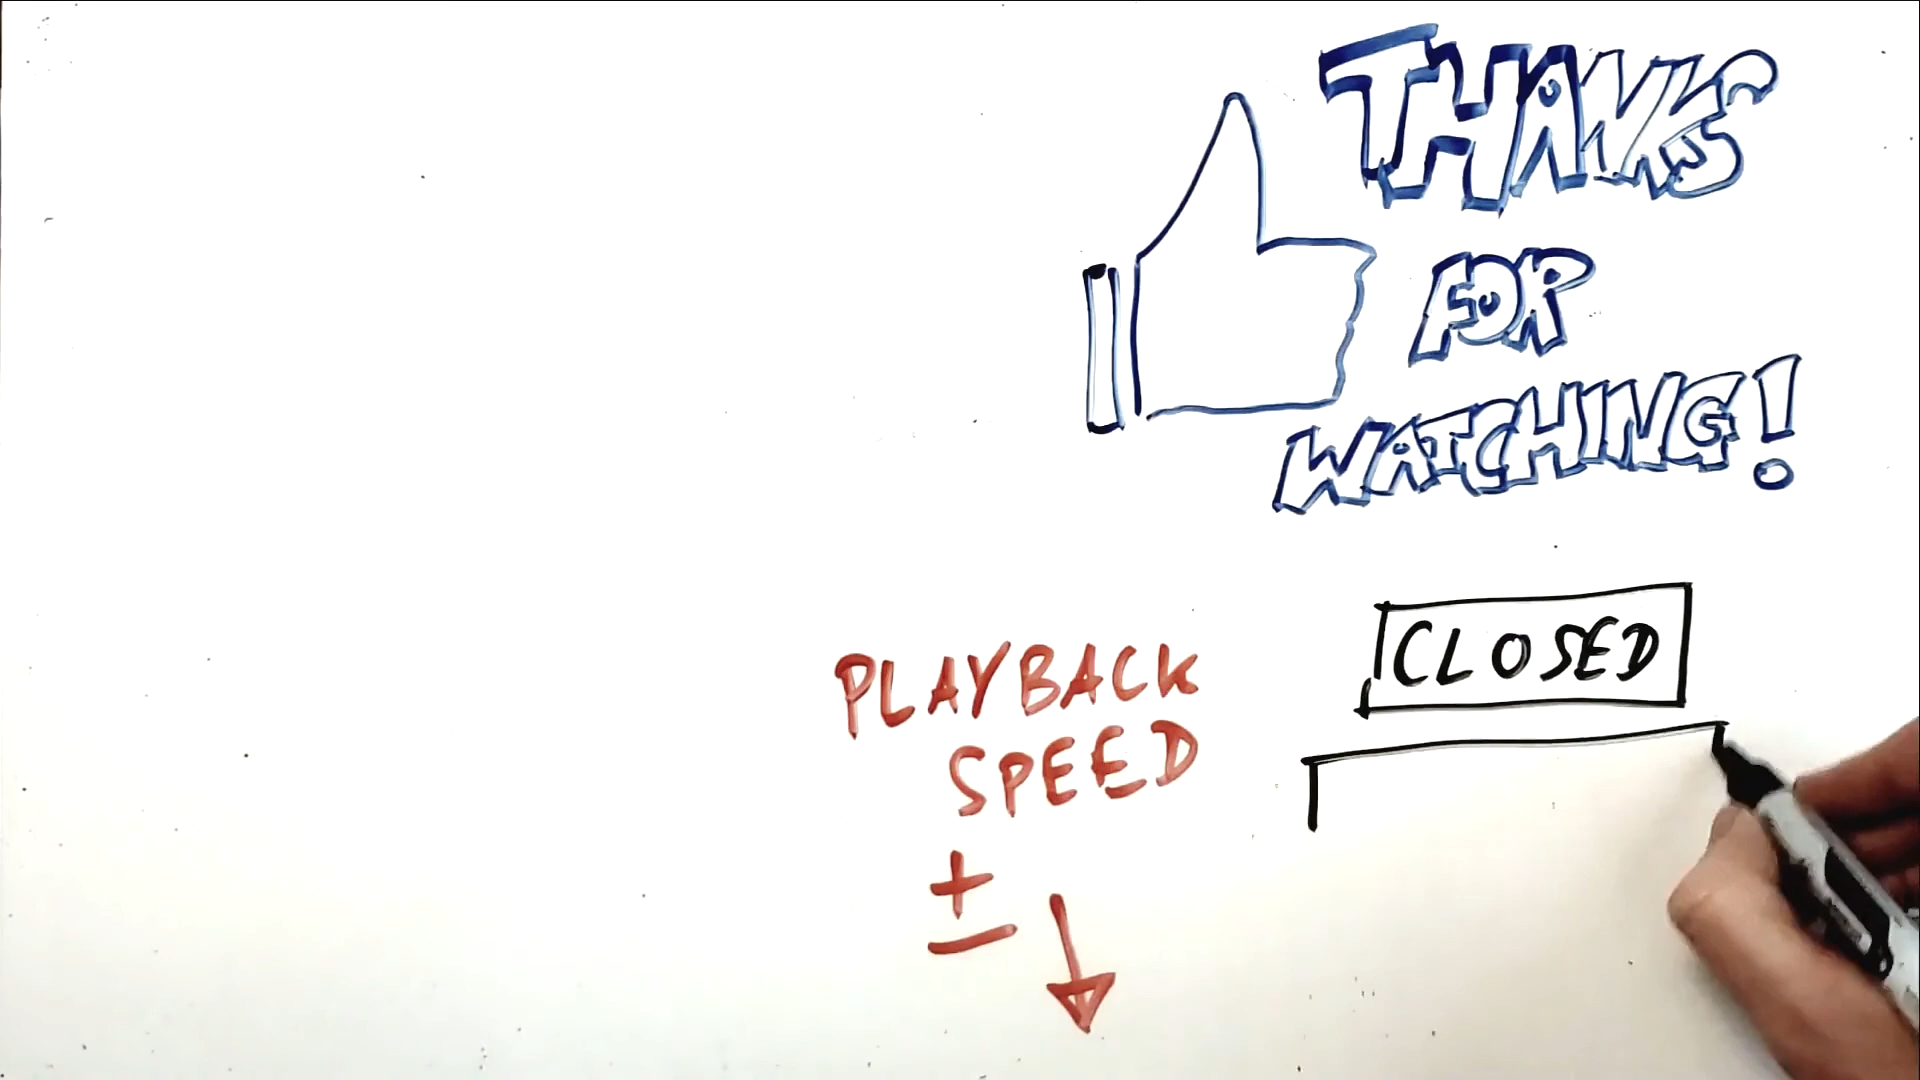 THANKS
FOR
WATCHING!
CLOSED
PLAYBACK
SPEED
+
-